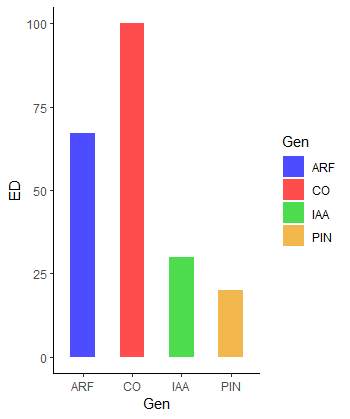 100
75
50
25
0
ED
ARF CO IAA PIN
Gen
Gen
ARF
CO
IAA
PIN